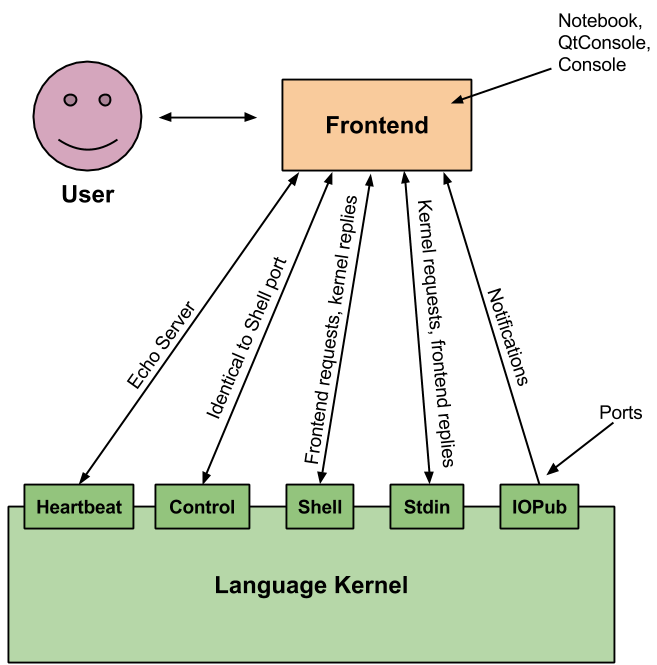 Notebook,
QtConsole,
Console
Frontend
User
Echo Server
Identical to Shell port
Frontend requests, kernel replies
Kernel requests, frontend replies
Notifications
Ports
Heartbeat
Control
Shell
Stdin
IOPub
Language Kernel